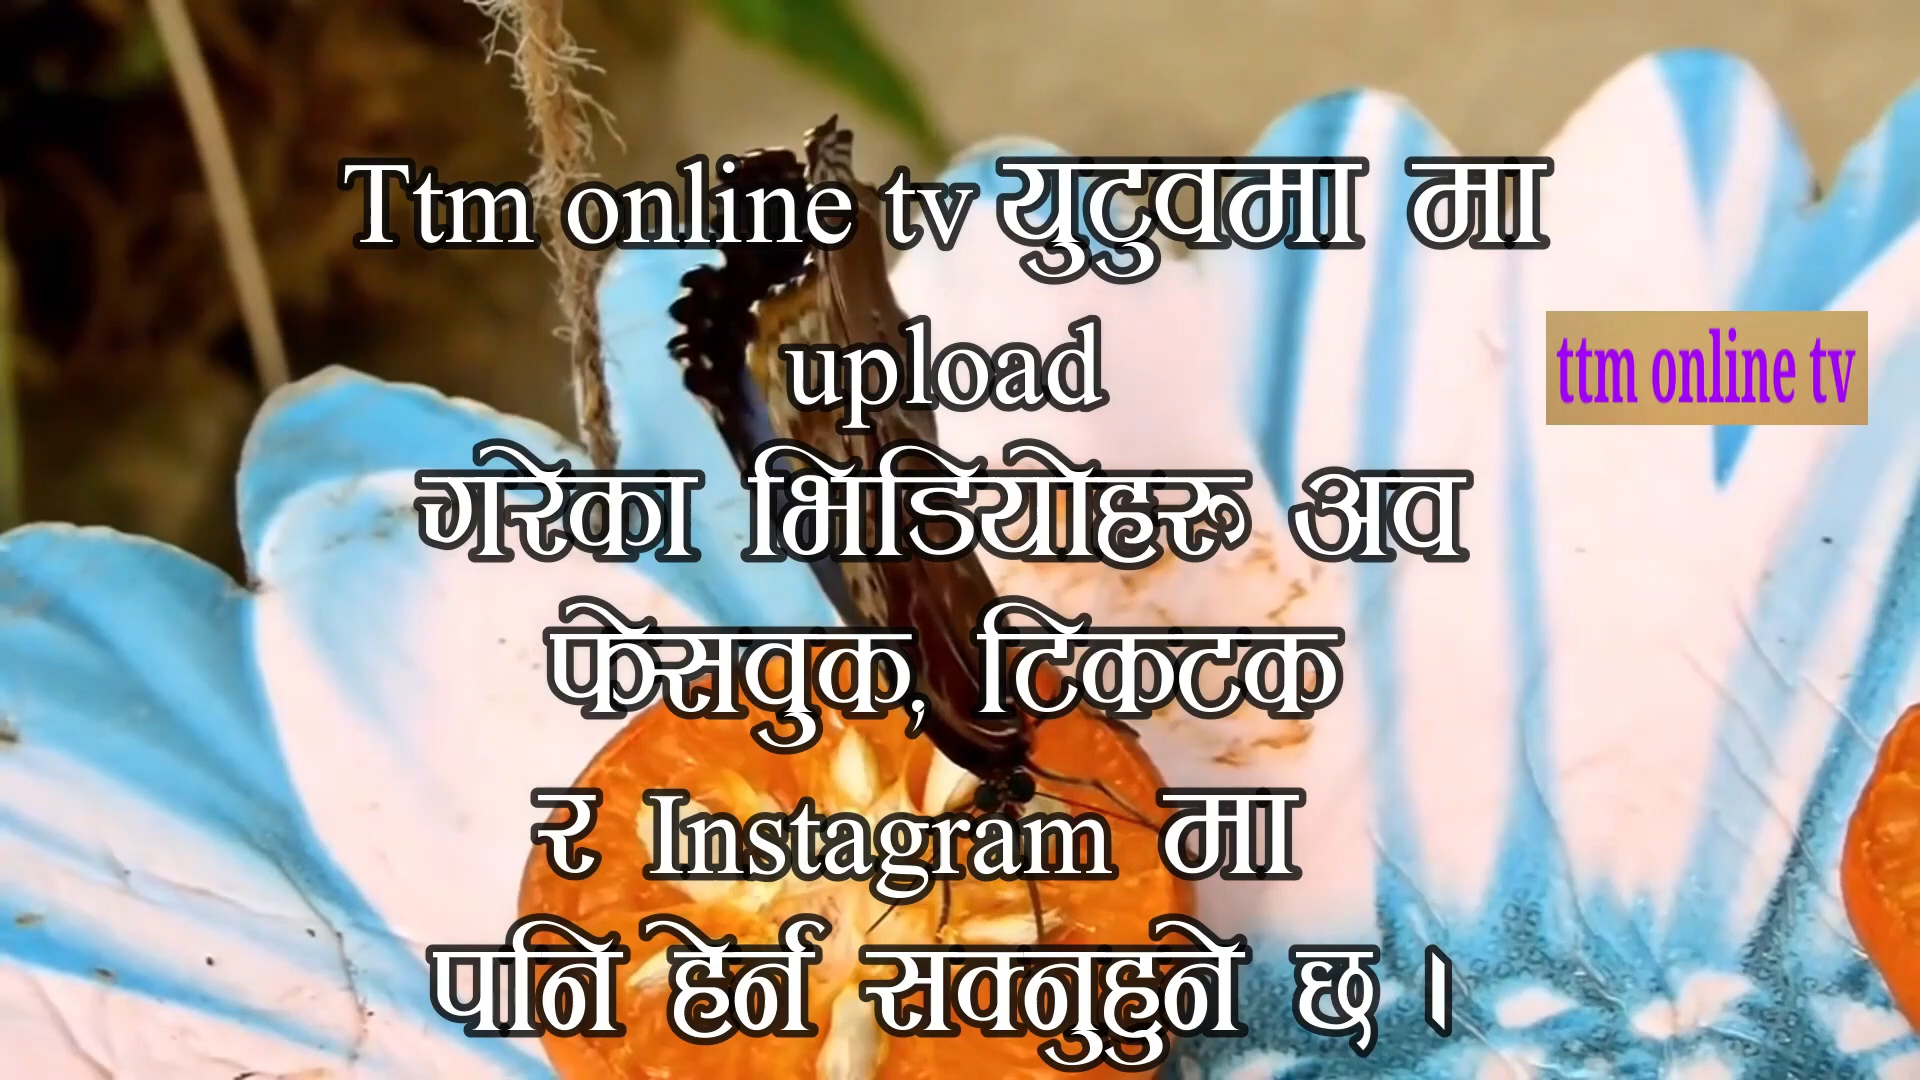 Ttm online tv युटुवमा मा
upload
ttm online tv
गरेका भिडियोहरु अव
फेसवुक, टिकटक
र Instagram मा
पनि हेर्न सक्नुहुने छ ।